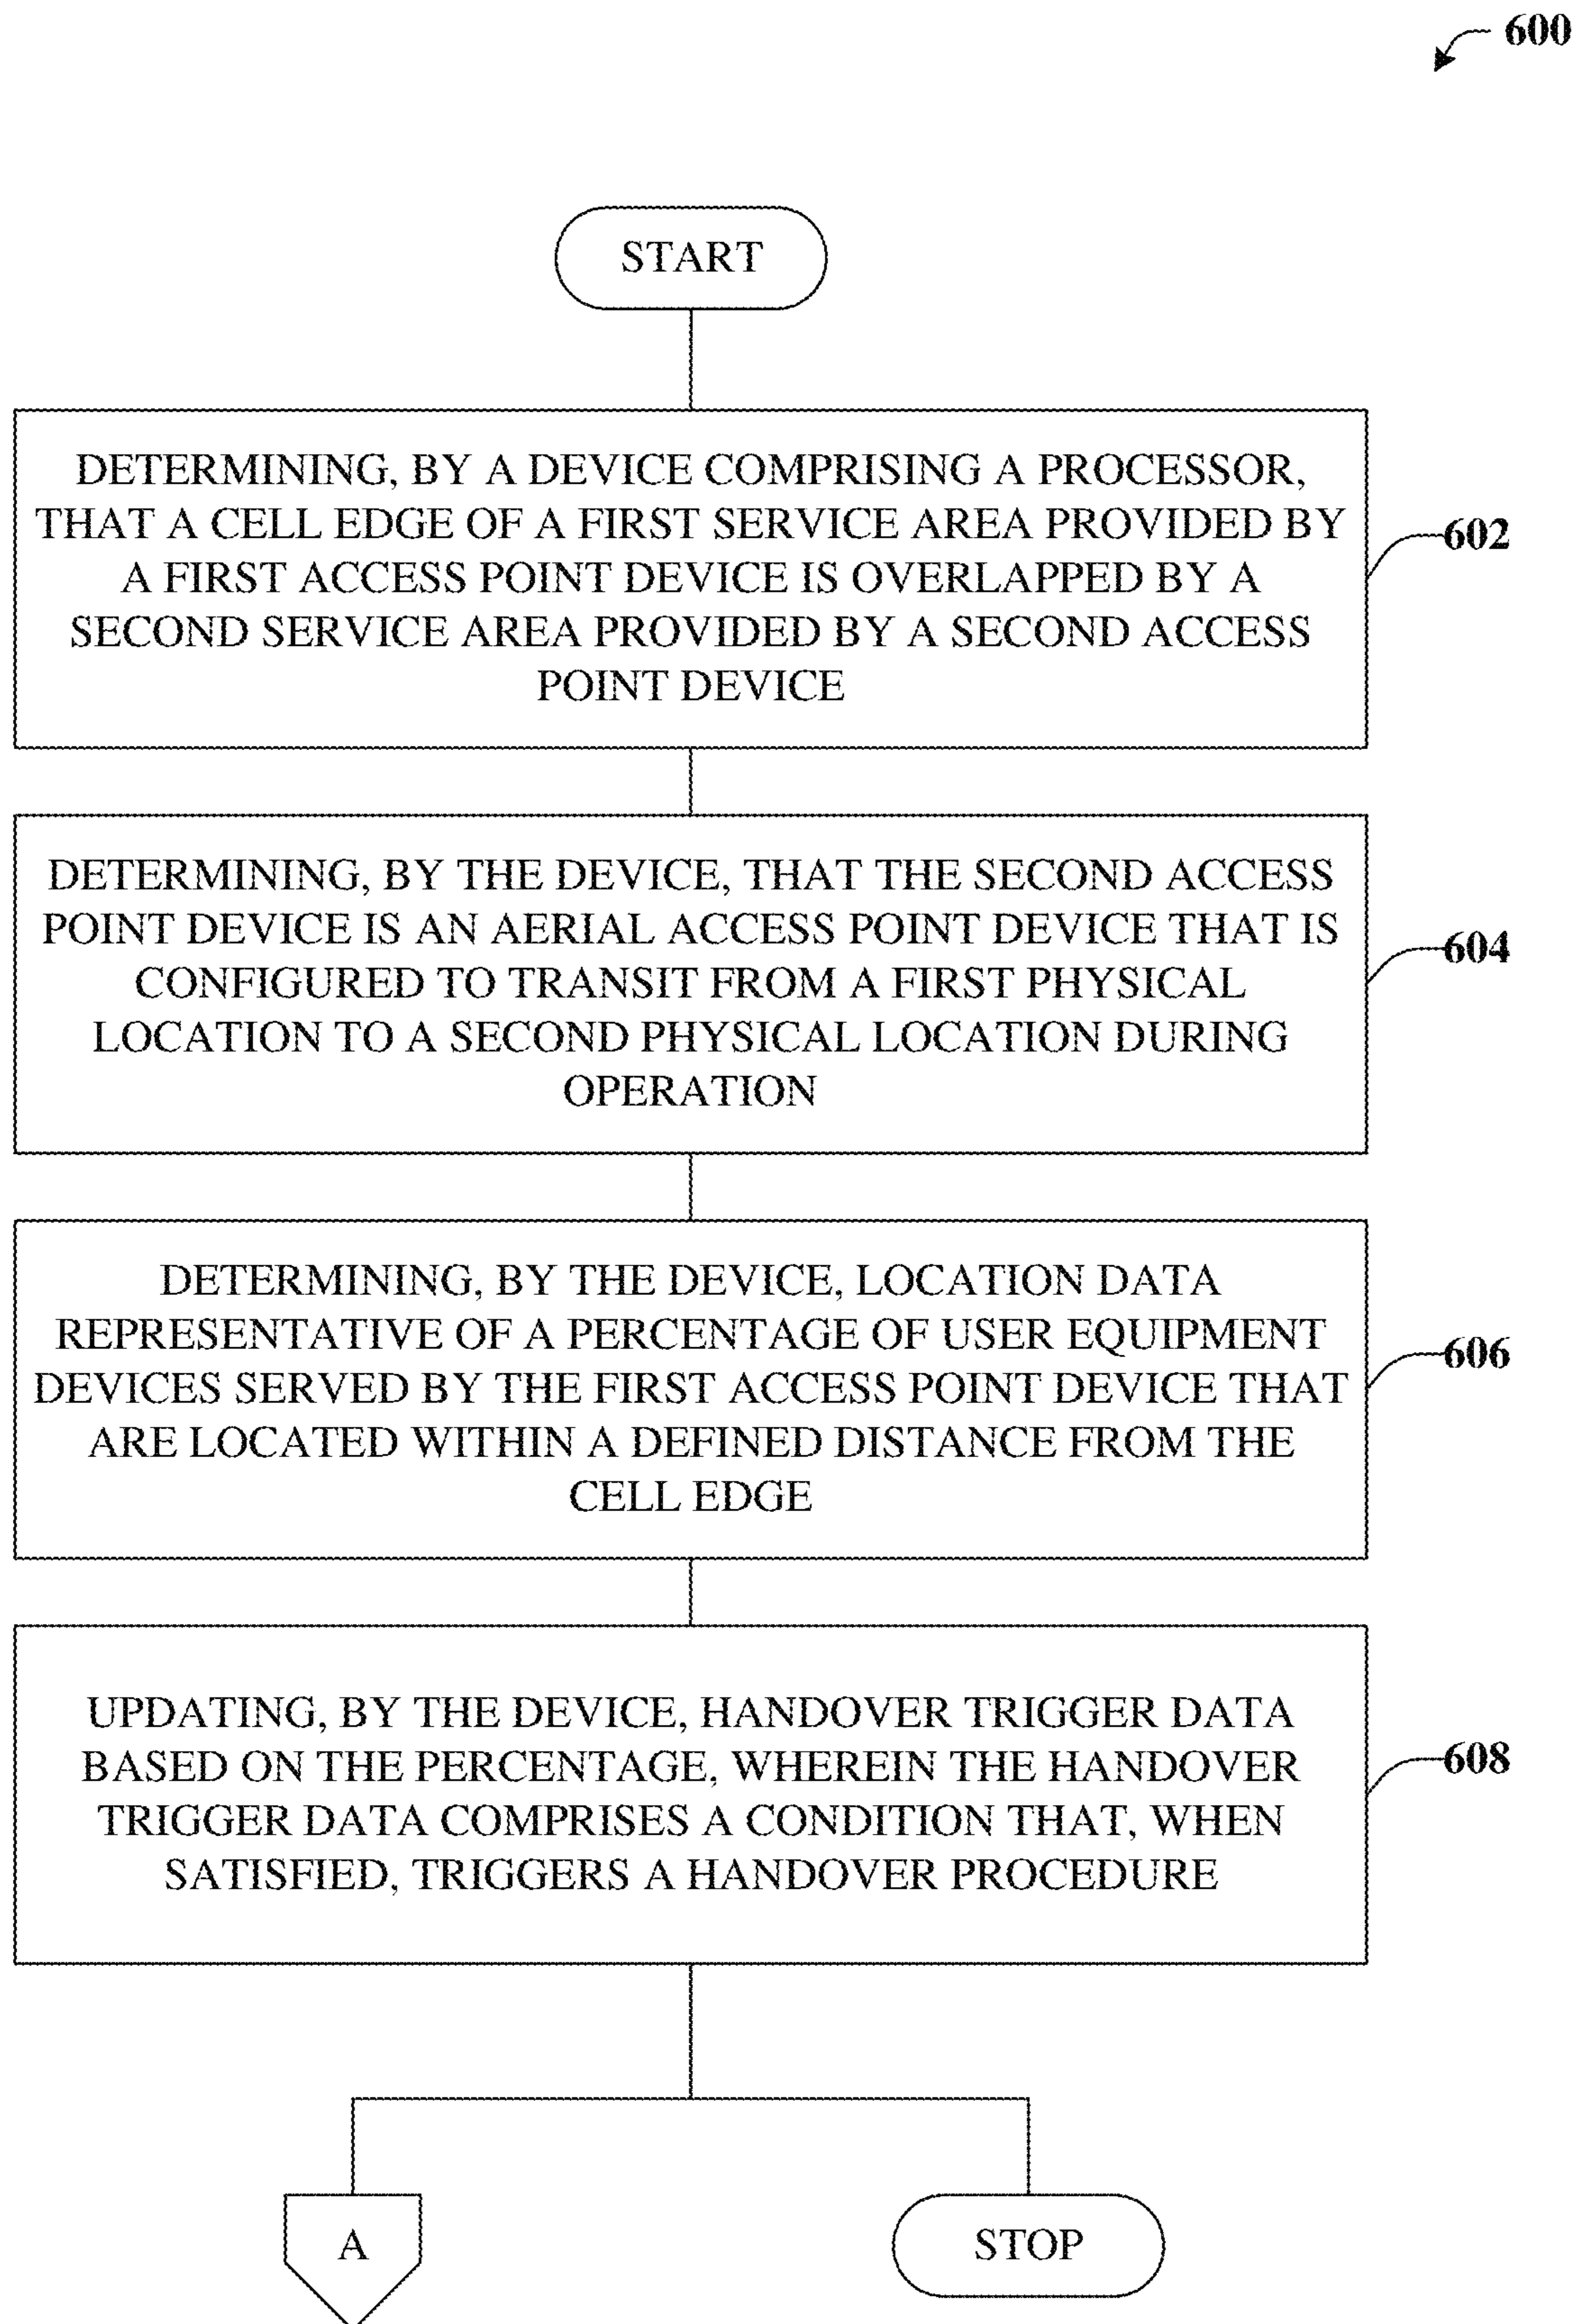 600
START
DETERMINING, BY A DEVICE COMPRISING A PROCESSOR,
THAT A CELL EDGE OF A FIRST SERVICE AREA PROVIDED BY
A FIRST ACCESS POINT DEVICE IS OVERLAPPED BY A
SECOND SERVICE AREA PROVIDED BY A SECOND ACCESS
POINT DEVICE
602
DETERMINING, BY THE DEVICE, THAT THE SECOND ACCESS
POINT DEVICE IS AN AERIAL ACCESS POINT DEVICE THAT IS
CONFIGURED TO TRANSIT FROM A FIRST PHYSICAL
LOCATION TO A SECOND PHYSICAL LOCATION DURING
OPERATION
604
DETERMINING, BY THE DEVICE, LOCATION DATA
REPRESENTATIVE OF A PERCENTAGE OF USER EQUIPMENT
DEVICES SERVED BY THE FIRST ACCESS POINT DEVICE THAT
ARE LOCATED WITHIN A DEFINED DISTANCE FROM THE
CELL EDGE
606
UPDATING, BY THE DEVICE, HANDOVER TRIGGER DATA
BASED ON THE PERCENTAGE, WHEREIN THE HANDOVER
TRIGGER DATA COMPRISES A CONDITION THAT, WHEN
SATISFIED, TRIGGERS A HANDOVER PROCEDURE
608
A
STOP